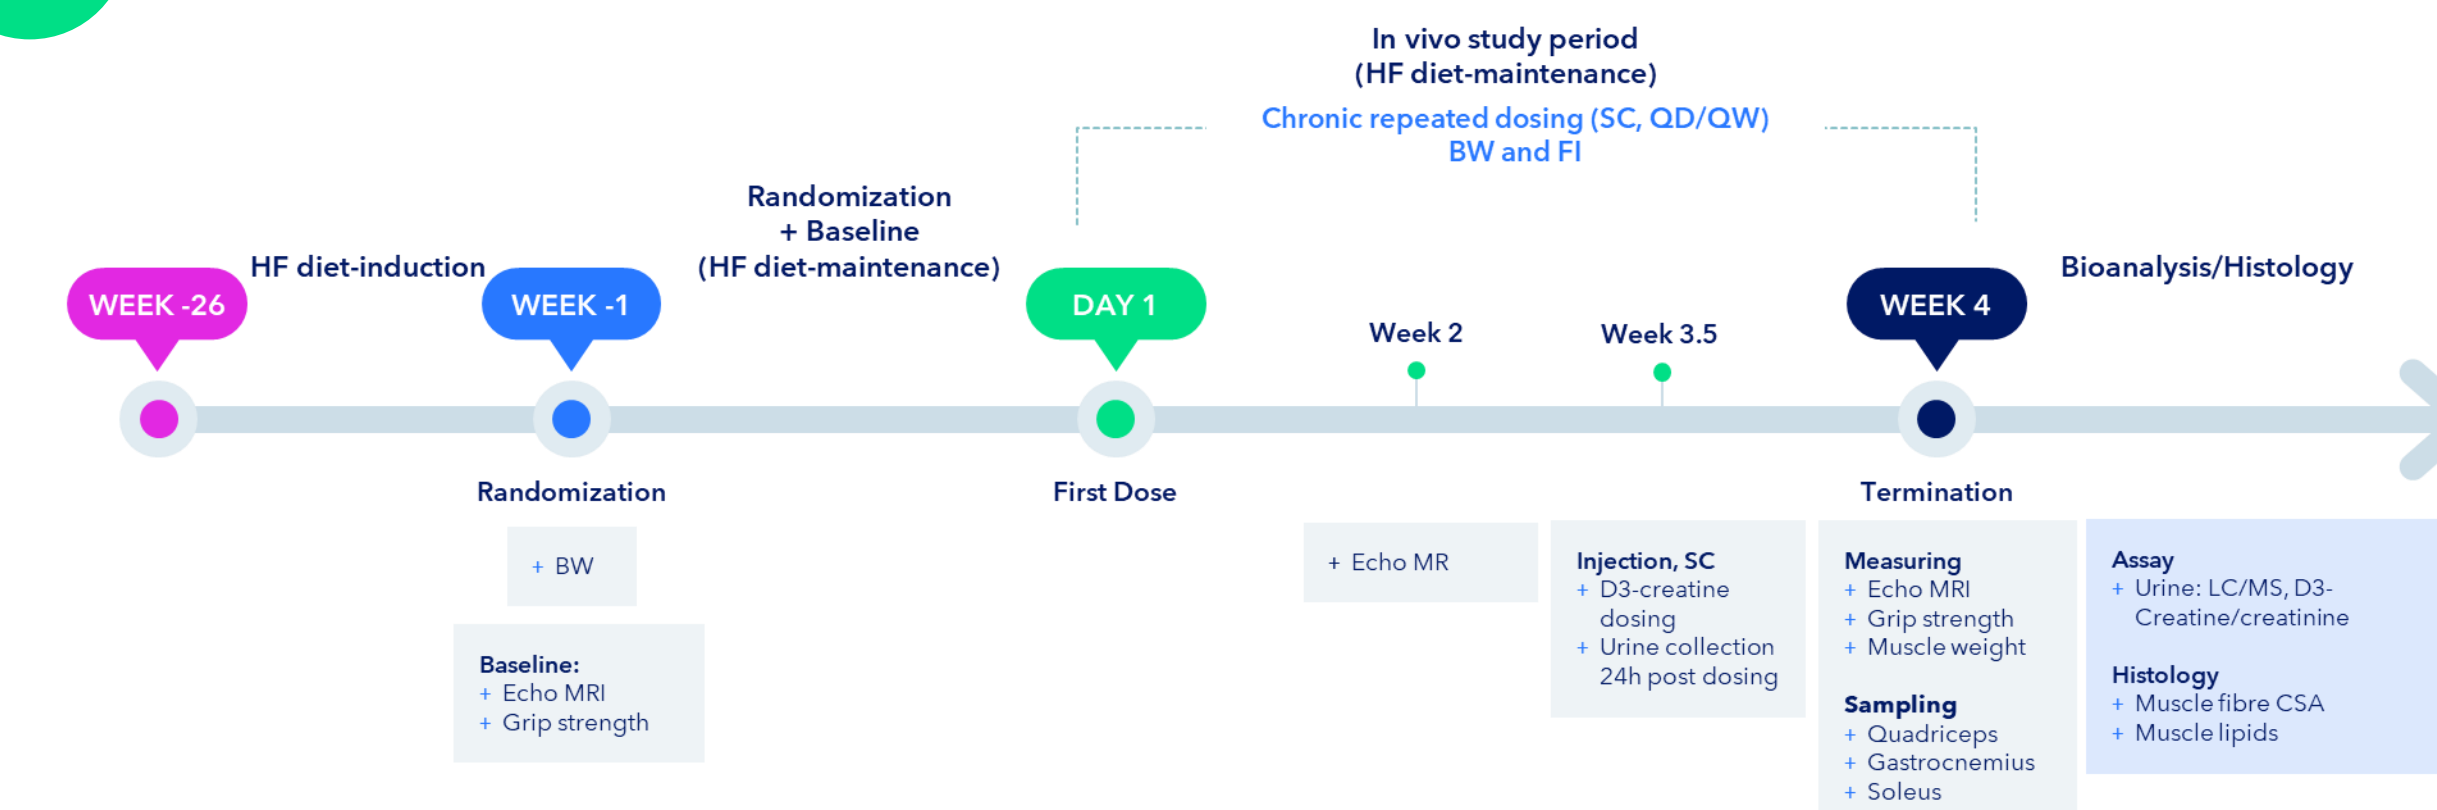 In vivo study period
(HF diet-maintenance)
Chronic repeated dosing (SC, QD/QW)
BW and FI
Randomization
+ Baseline
(HF diet-maintenance)
HF diet-induction
Bioanalysis/Histology
WEEK -26
WEEK -1
DAY 1
Week 2
Week 3.5
WEEK 4
Randomization
First Dose
Termination
+ BW
Baseline:
+ Echo MRI
+ Grip strength
+ Echo MR
Injection, SC
+ D3-creatine
dosing
+ Urine collection
24h post dosing
Measuring
+ Echo MRI
+ Grip strength
+ Muscle weight
Sampling
+ Quadriceps
+ Gastrocnemius
+ Soleus
Assay
+ Urine: LC/MS, D3-
Creatine/creatinine
Histology
+ Muscle fibre CSA
+ Muscle lipids